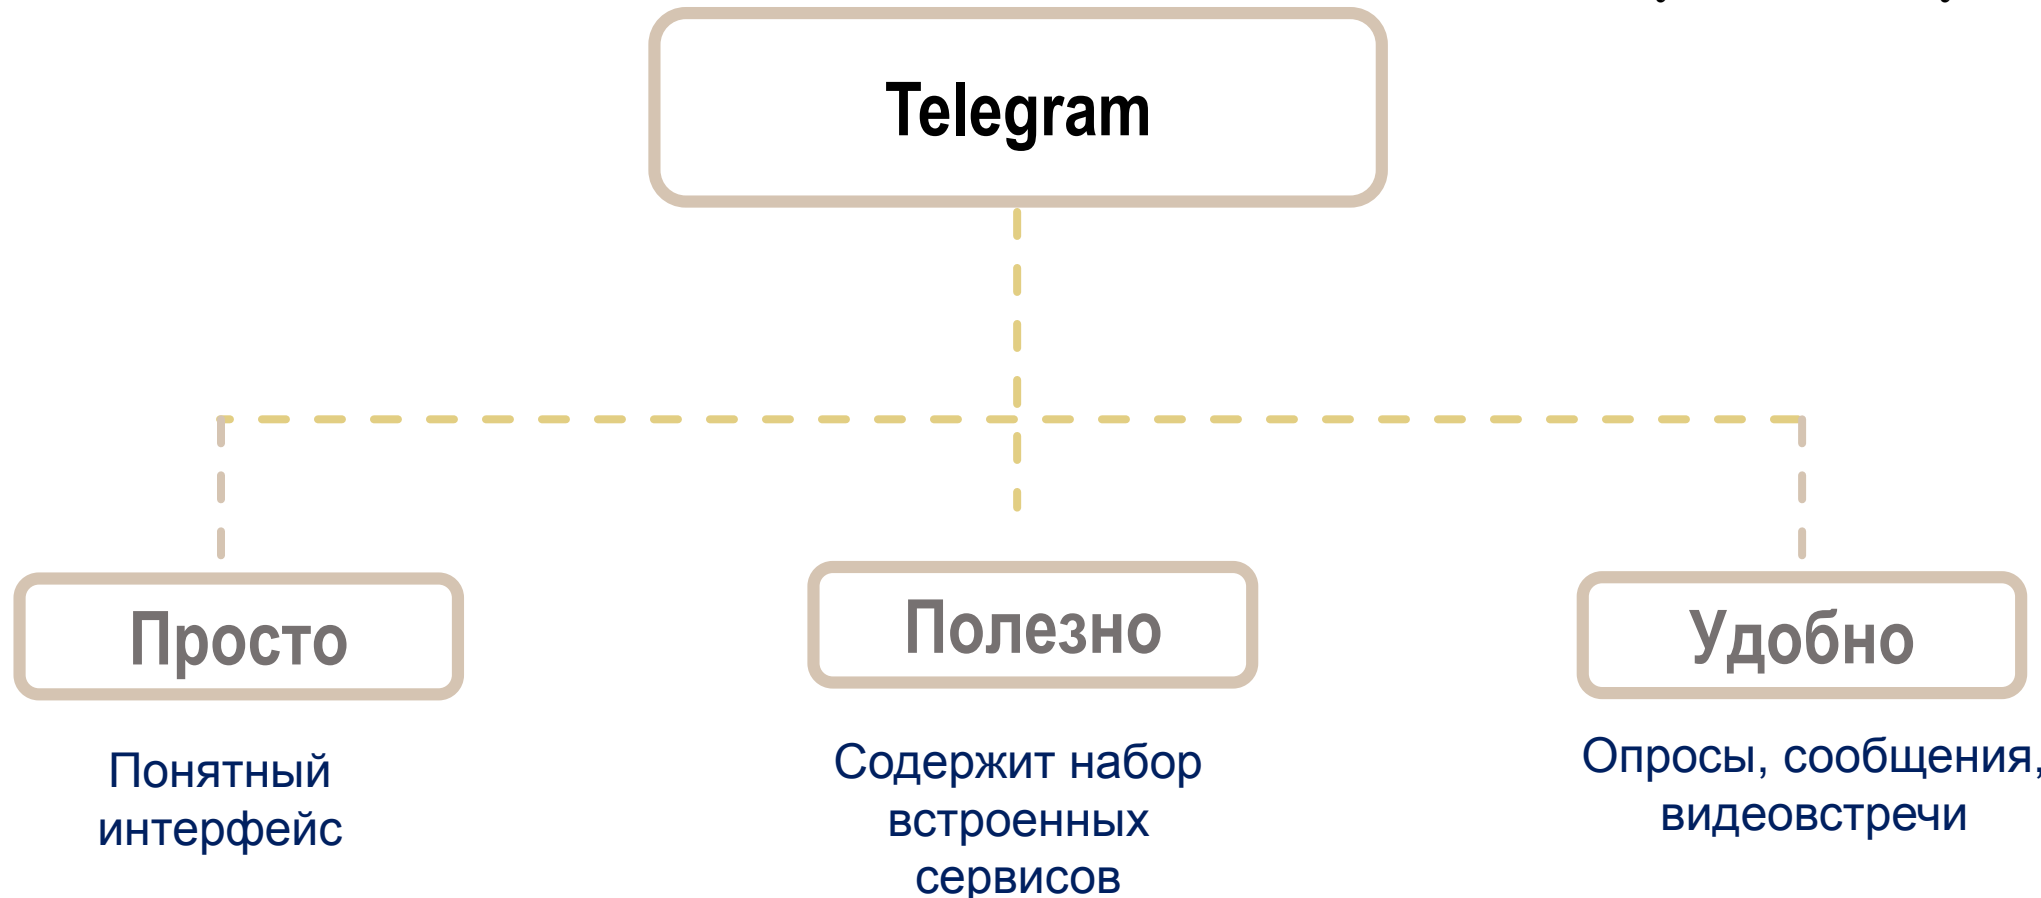 Telegram
Просто
Полезно
Удобно
Понятный
интерфейс
Содержит набор
встроенных
сервисов
Опросы, сообщения,
видеовстречи